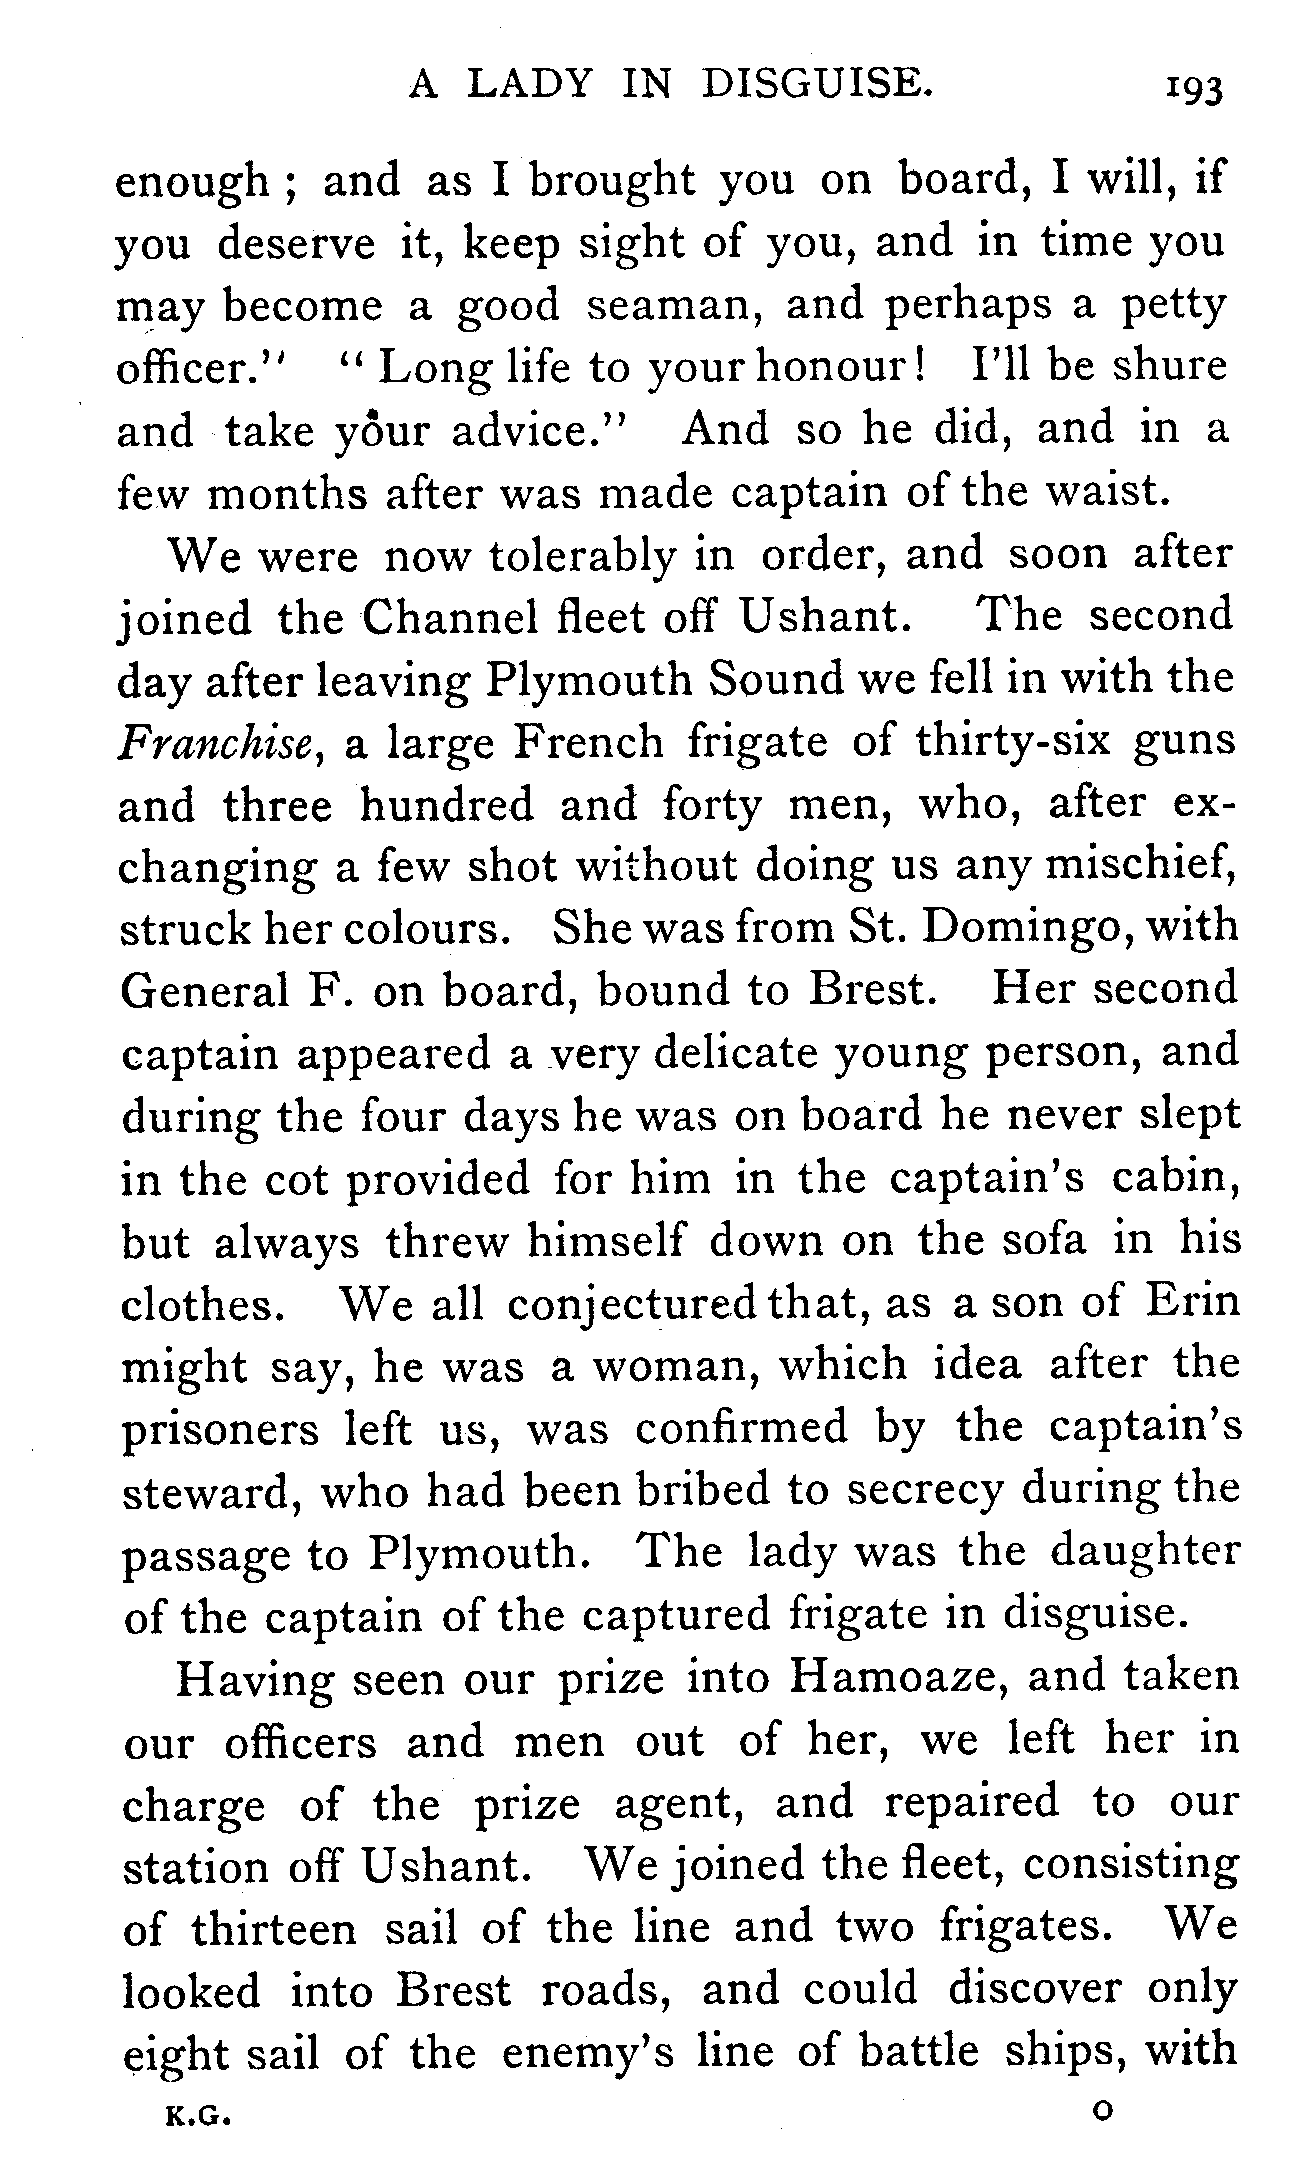 A LADY IN DISGUISE. 193
enough ; and as I brought you on board, I will, if
you deserve it, keep sight of you, and in time you
may become a good seaman, and perhaps a petty
officer." "Long life to your honour! I'll be shure
and take your advice." And so he did, and in a
few months after was made captain of the waist.
We were now tolerably in order, and soon after
joined the Channel fleet off Ushant. The second
day after leaving Plymouth Sound we fell in with the
Franchise, a large French frigate of thirty-six guns
and three hundred and forty men, who, after ex-
changing a few shot without doing us any mischief,
struck her colours. She was from St. Domingo, with
General F. on board, bound to Brest. Her second
captain appeared a very delicate young person, and
during the four days he was on board he never slept
in the cot provided for him in the captain's cabin,
but always threw himself down on the sofa in his
clothes. We all conjectured that, as a son of Erin
might say, he was a woman, which idea after the
prisoners left us, was confirmed by the captain's
steward, who had been bribed to secrecy during the
passage to Plymouth. The lady was the daughter
of the captain of the captured frigate in disguise.
Having seen our prize into Hamoaze, and taken
our officers and men out of her, we left her in
charge of the prize agent, and repaired to our
station off Ushant. We joined the fleet, consisting
of thirteen sail of the line and two frigates. We
looked into Brest roads, and could discover only
eight sail of the enemy's line of battle ships, with
K.G. O